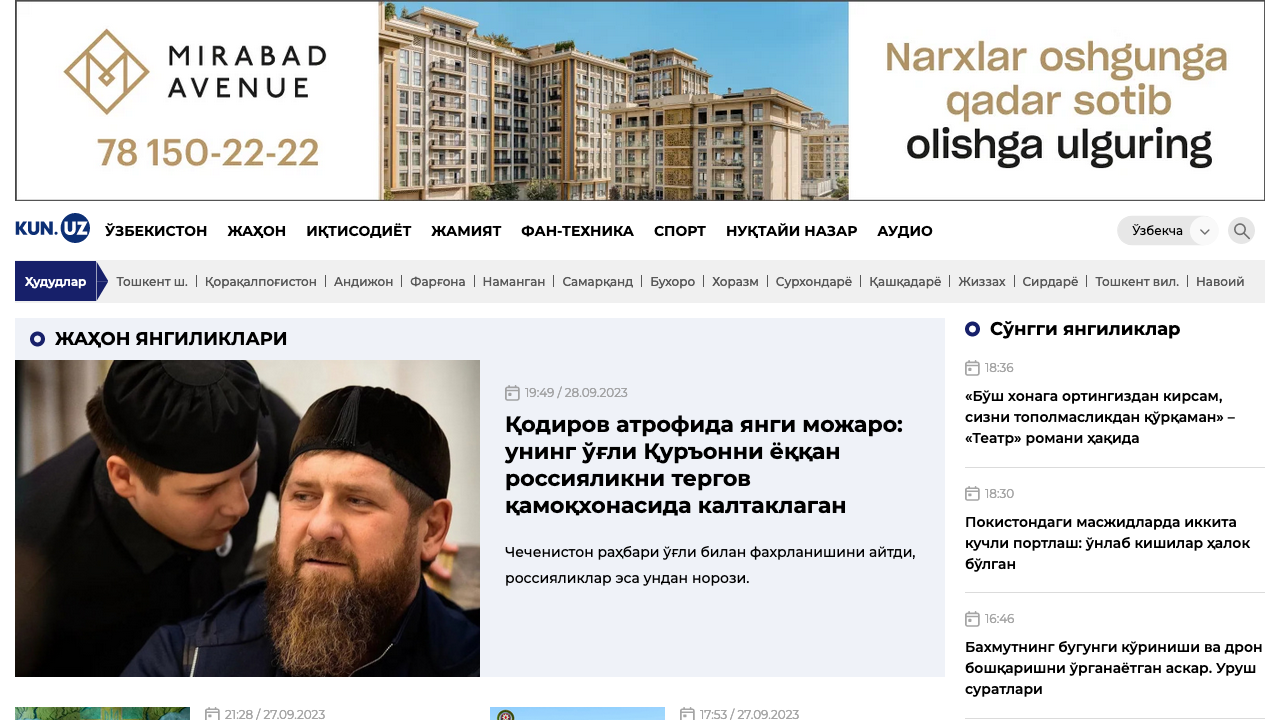 MIRABAD
AVENUE
78 150-22-22
Narxlar oshgunga
qadar sotib
olishga ulguring
KUN.UZ
ЎЗБЕКИСТОН ЖАҲОН ИҚТИСОДИЁТ ЖАМИЯТ ФАН-ТЕХНИКА СПОРТ НУҚТАЙИ НАЗАР АУДИО
Ўзбекча
Ҳудудлар
Тошкент ш. Қорақалпоғистон Андижон Фарғона Наманган Самарқанд Бухоро Хоразм Сурхондарё Қашқадарё Жиззах Сирдарё Тошкент вил. Навоий
ЖАҲОН ЯНГИЛИКЛАРИ
19:49 / 28.09.2023
Қодиров атрофида янги можаро:
унинг ўғли Қуръонни ёққан
россияликни тергов
қамоқхонасида калтаклаган
Чеченистон раҳбари ўғли билан фахрланишини айтди,
россияликлар эса ундан норози.
21:28 / 27.09.2023
17:53 / 27.09.2023
Сўнгги янгиликлар
18:36
«Бўш хонага ортингиздан кирсам,
сизни тополмасликдан қўрқаман» –
«Театр» романи ҳақида
18:30
Покистондаги масжидларда иккита
кучли портлаш: ўнлаб кишилар ҳалок
бўлган
16:46
Бахмутнинг бугунги кўриниши ва дрон
бошқаришни ўрганаётган аскар. Уруш
суратлари